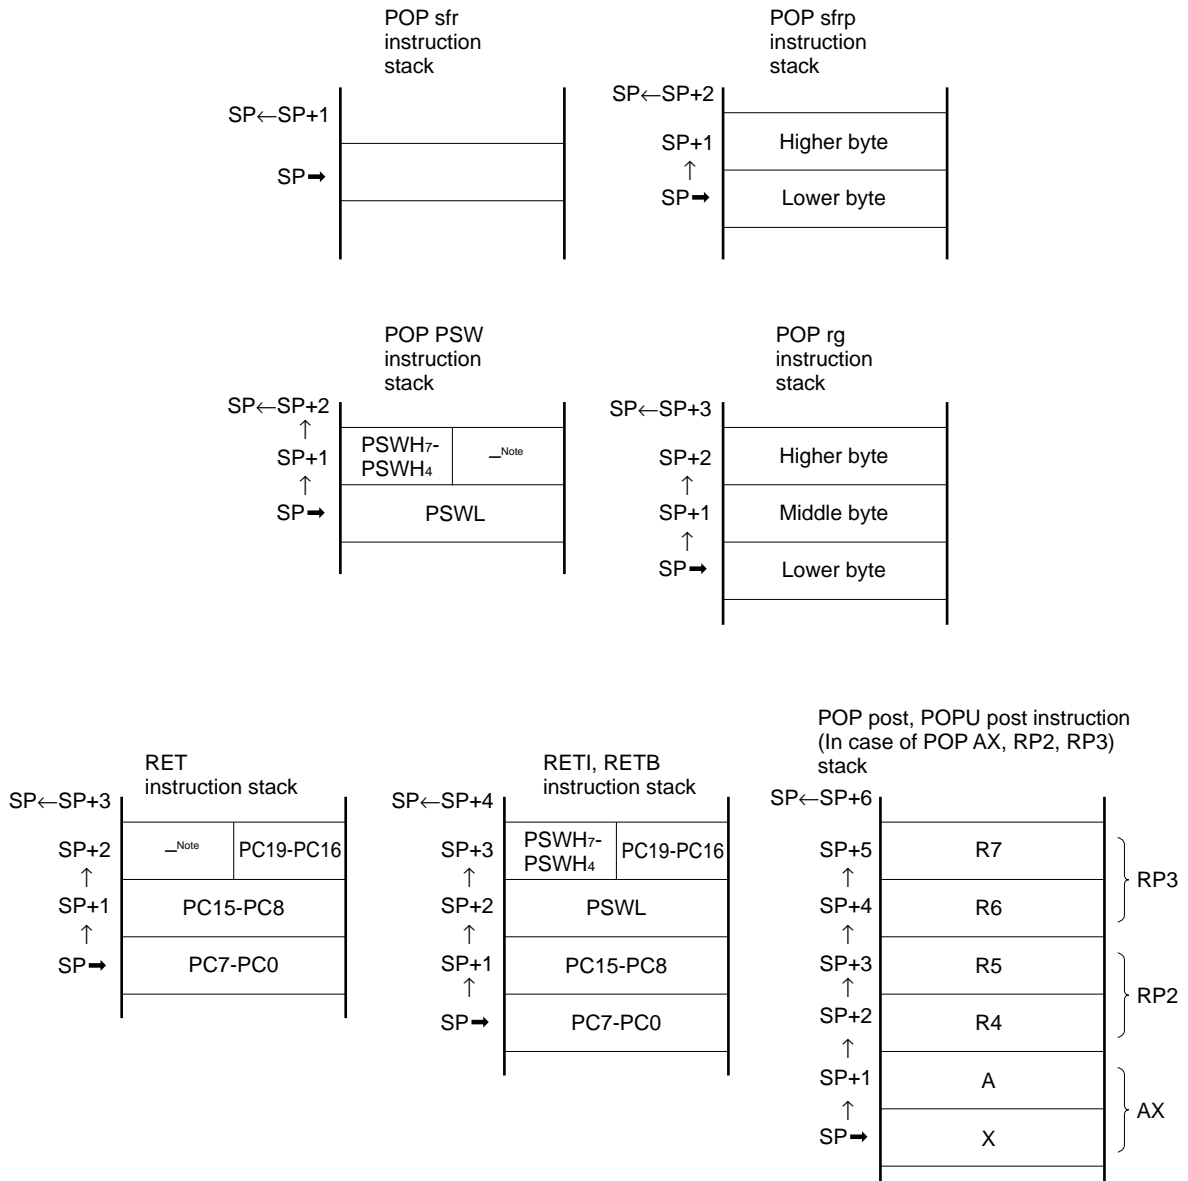 POP sfr
instruction
stack
SP←SP+1
SP➡
POP sfrp
instruction
stack
SP←SP+2
SP+1
↑
SP➡
Higher byte
Lower byte
POP PSW
instruction
stack
SP←SP+2
↑
SP+1
↑
SP➡
PSWH7-
PSWH4
–Note
PSWL
POP rg
instruction
stack
SP←SP+3
SP+2
↑
SP+1
↑
SP➡
Higher byte
Middle byte
Lower byte
RET
instruction stack
SP←SP+3
SP+2
↑
SP+1
↑
SP➡
–Note
PC19-PC16
PC15-PC8
PC7-PC0
RETI, RETB
instruction stack
SP←SP+4
SP+3
↑
SP+2
↑
SP+1
↑
SP➡
PSWH7-
PSWH4
PC19-PC16
PSWL
PC15-PC8
PC7-PC0
POP post, POPU post instruction
(In case of POP AX, RP2, RP3)
stack
SP←SP+6
SP+5
↑
SP+4
↑
SP+3
↑
SP+2
↑
SP+1
↑
SP➡
R7
R6
R5
R4
A
X
RP3
RP2
AX